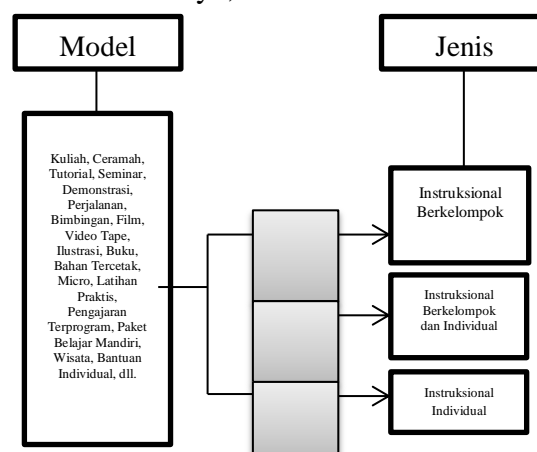 Model
Jenis
Kuliah, Ceramah,
Tutorial, Seminar,
Demonstrasi,
Perjalanan,
Bimbingan, Film,
Video Tape,
Ilustrasi, Buku,
Bahan Tercetak,
Micro, Latihan
Praktis,
Pengajaran
Terprogram, Paket
Belajar Mandiri,
Wisata, Bantuan
Individual, dll.
Instruksional
Berkelompok
Instruksional
Berkelompok
dan Individual
Instruksional
Individual